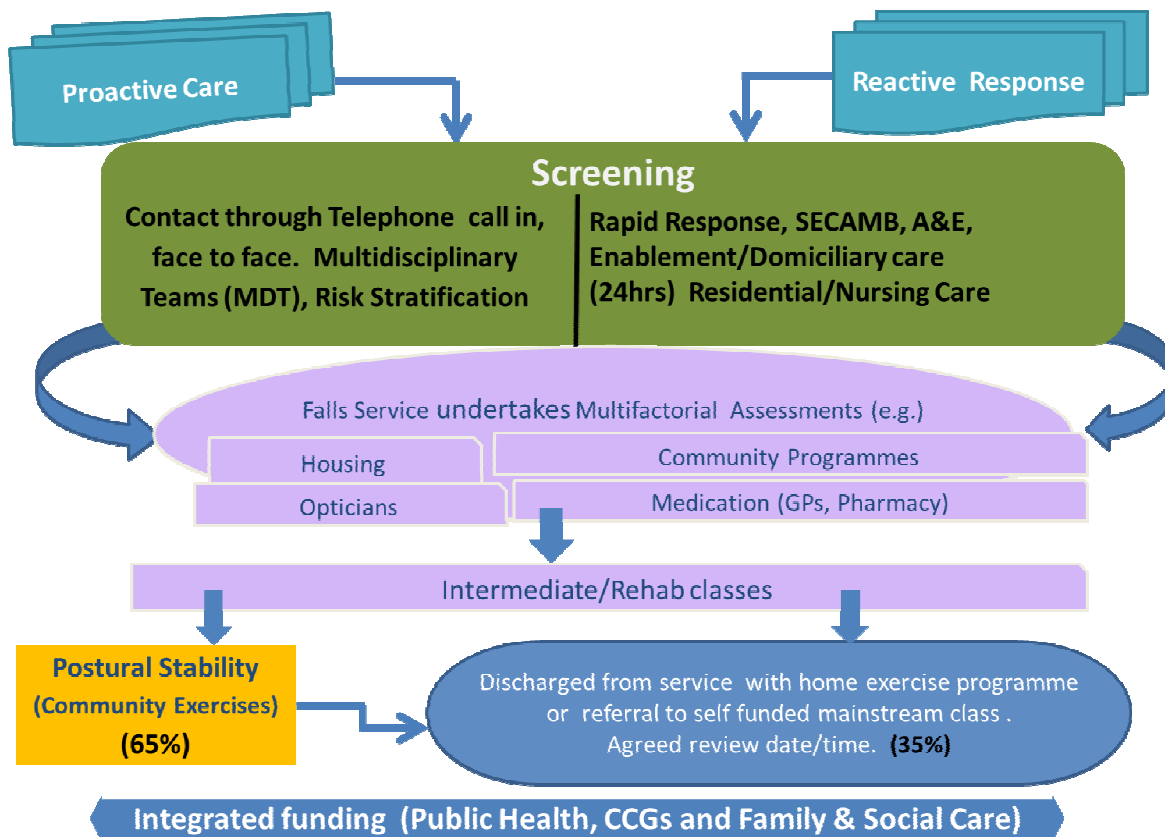 Proactive Care
Reactive Response
Screening
Contact through Telephone call in,
face to face. Multidisciplinary
Teams (MDT), Risk Stratification
Rapid Response, SECAMB, A&E,
Enablement/Domiciliary care
(24hrs) Residential/Nursing Care
Falls Service undertakes Multifactorial Assessments (e.g.)
Housing
Community Programmes
Opticians
Medication (GPs, Pharmacy)
Intermediate/Rehab classes
Postural Stability
(Community Exercises)
(65%)
Discharged from service with home exercise programme
or referral to self funded mainstream class .
Agreed review date/time. (35%)
Integrated funding (Public Health, CCGs and Family & Social Care)